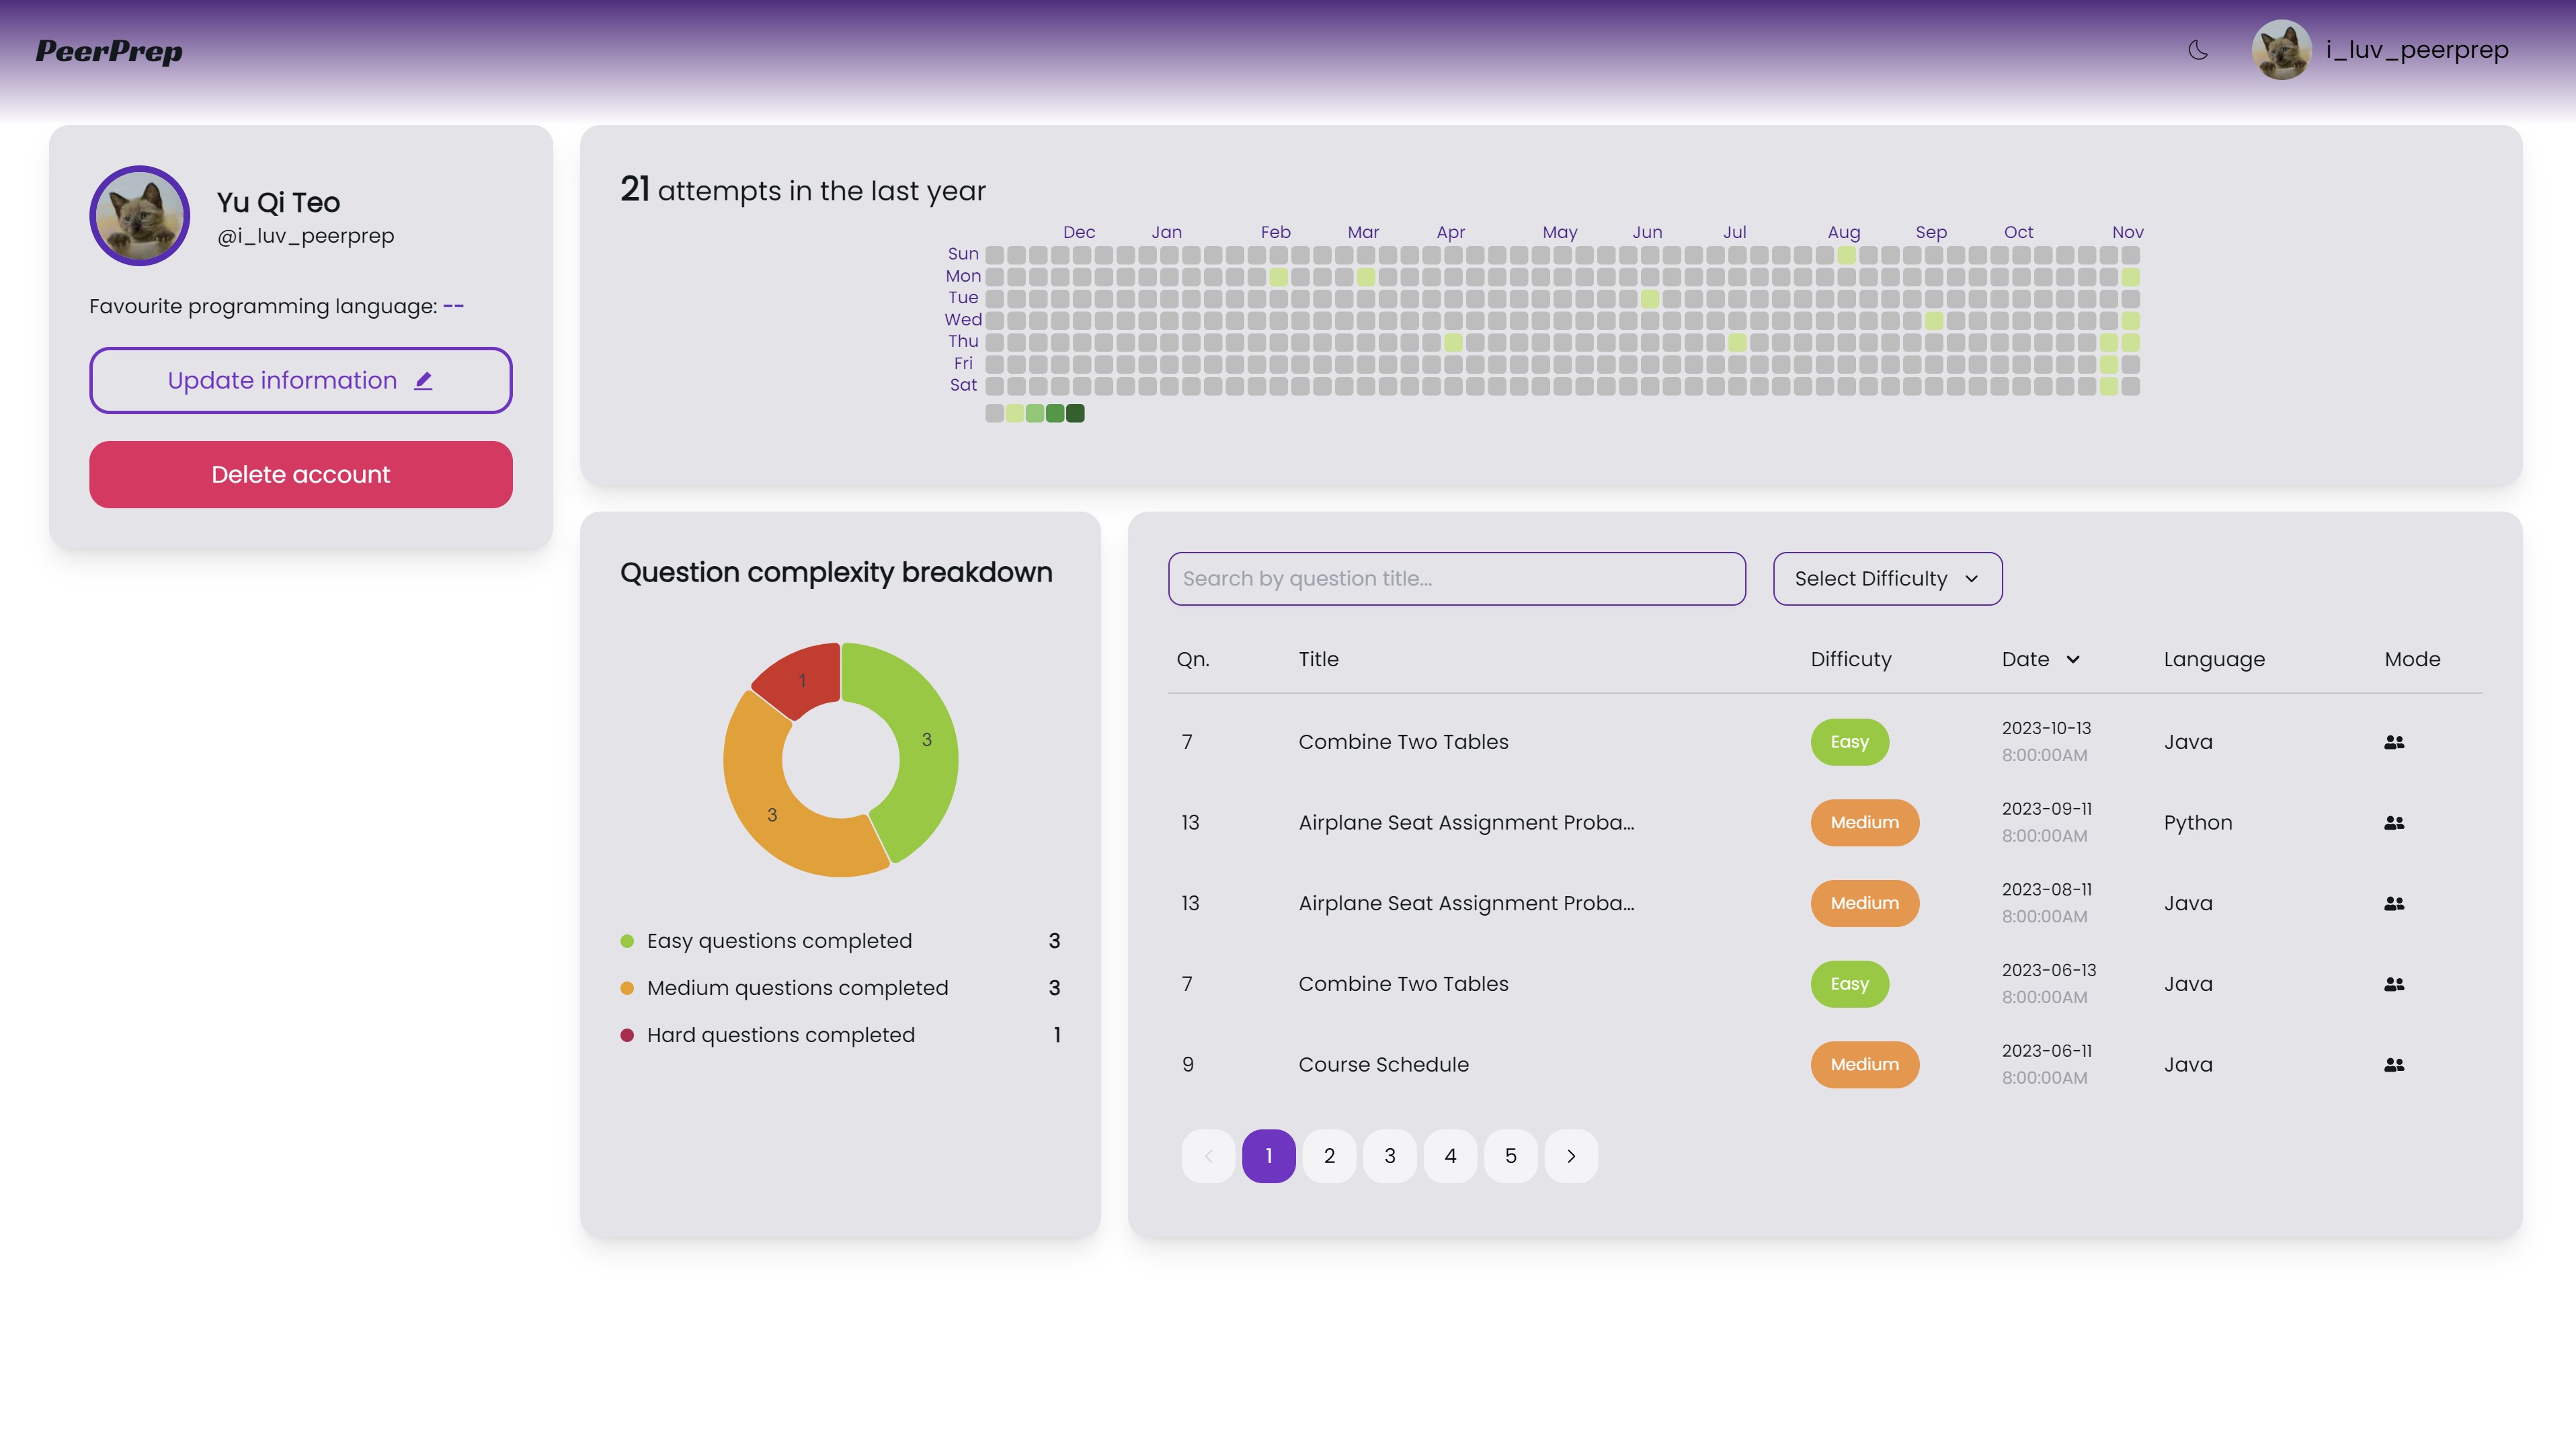 PeerPrep
i_luv_peerprep
Yu Qi Teo
@i_luv_peerprep
Favourite programming language: --
Update information
Delete account
21 attempts in the last year
Dec Jan Feb Mar Apr May Jun Jul Aug Sep Oct Nov
Sun
Mon
Tue
Wed
Thu
Fri
Sat
Question complexity breakdown
1
3
3
Easy questions completed 3
Medium questions completed 3
Hard questions completed 1
Search by question title...
Select Difficulty
Qn. Title Difficuty Date Language Mode
7 Combine Two Tables Easy 2023-10-13 Java
8:00:00AM
13 Airplane Seat Assignment Proba... Medium 2023-09-11 Python
8:00:00AM
13 Airplane Seat Assignment Proba... Medium 2023-08-11 Java
8:00:00AM
7 Combine Two Tables Easy 2023-06-13 Java
8:00:00AM
9 Course Schedule Medium 2023-06-11 Java
8:00:00AM
1 2 3 4 5